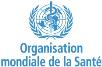 Organisation
mondiale de la Santé